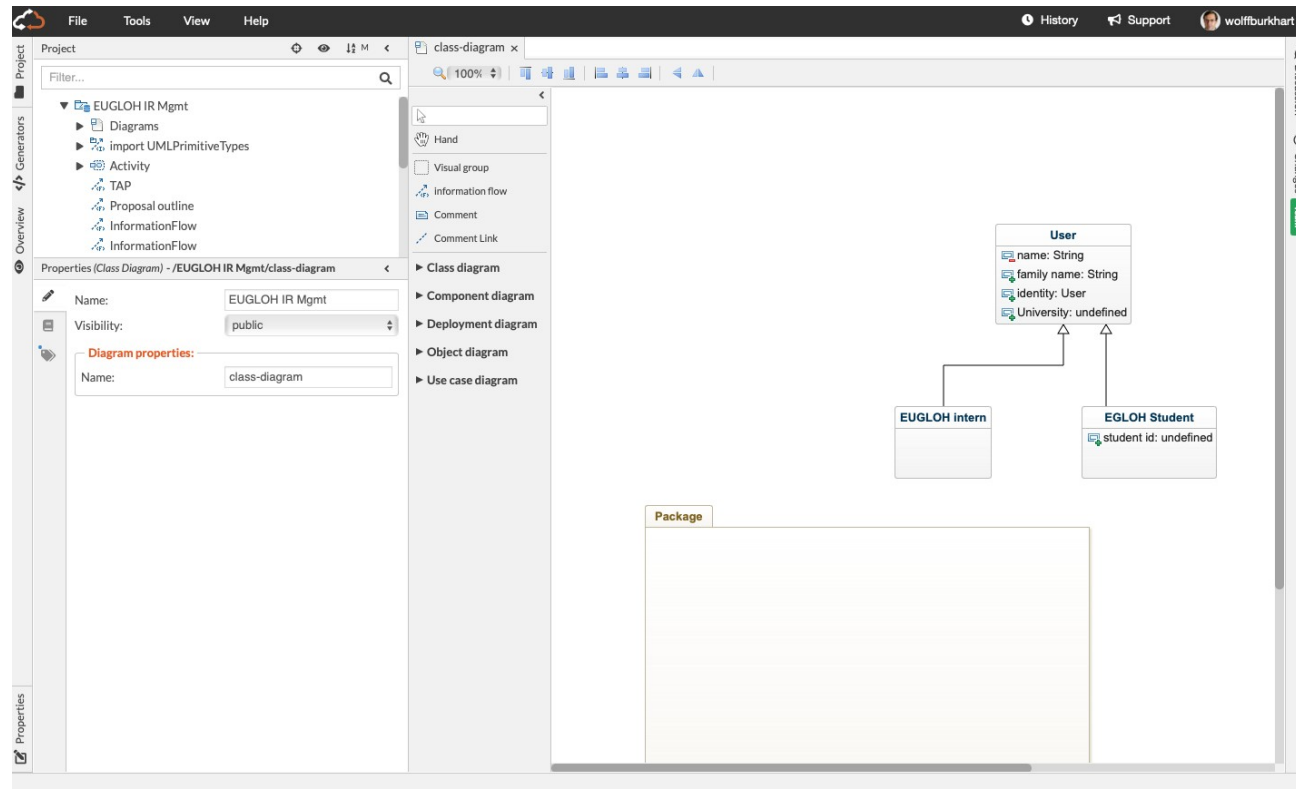 File Tools View Help History Support wolffburkhart
Project
Generators
Overview
Properties
Project M
Filter...
EUGLOH IR Mgmt
Diagrams
import UMLPrimitiveTypes
Activity
TAP
Proposal outline
InformationFlow
InformationFlow
Properties (Class Diagram) - /EUGLOH IR Mgmt/class-diagram
Name: EUGLOH IR Mgmt
Visibility: public
Diagram properties:
Name: class-diagram
class-diagram ×
100%
Hand
Visual group
information flow
Comment
Comment Link
Class diagram
Component diagram
Deployment diagram
Object diagram
Use case diagram
User
name: String
family name: String
identity: User
University: undefined
EUGLOH intern
EGLOH Student
student id: undefined
Package